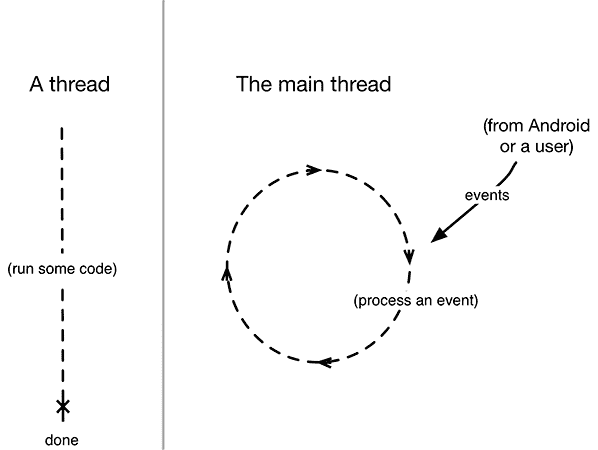 A thread
(run some code)
done
The main thread
(from Android
or a user)
events
(process an event)